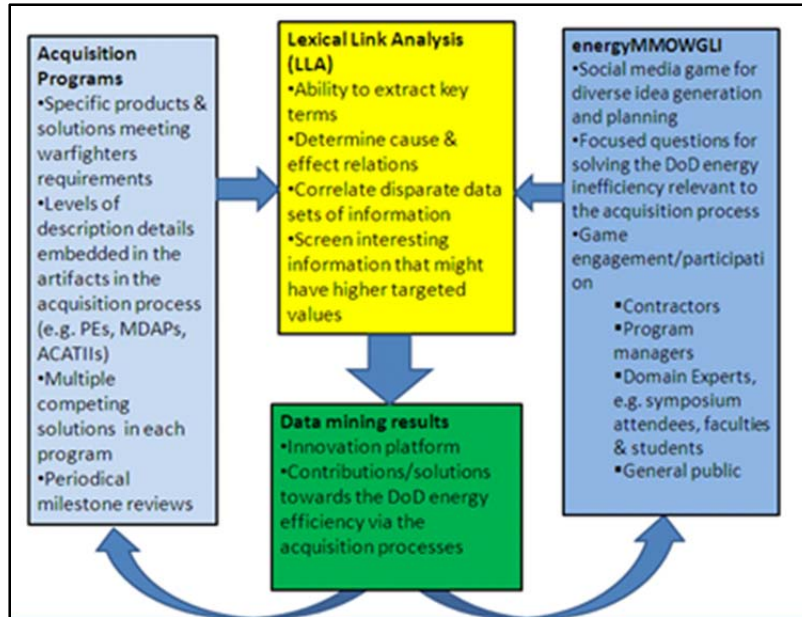 Acquisition
Programs
•Specific products &
solutions meeting
warfighters
requirements
•Levels of
description details
embedded in the
artifacts in the
acquisition process
(e.g. PEs, MDAPs,
ACATIIs)
•Multiple
competing
solutions in each
program
•Periodical
milestone reviews
Lexical Link Analysis
(LLA)
•Ability to extract key
terms
•Determine cause &
effect relations
•Correlate disparate data
sets of information
•Screen interesting
information that might
have higher targeted
values
Data mining results
•Innovation platform
•Contributions/solutions
towards the DoD energy
efficiency via the
acquisition processes
energyMMOWGLI
•Social media game for
diverse idea generation
and planning
•Focused questions for
solving the DoD energy
inefficiency relevant to
the acquisition process
•Game
engagement/participati
on
▪Contractors
▪Program
managers
▪Domain Experts,
e.g. symposium
attendees, faculties
& students
▪General public